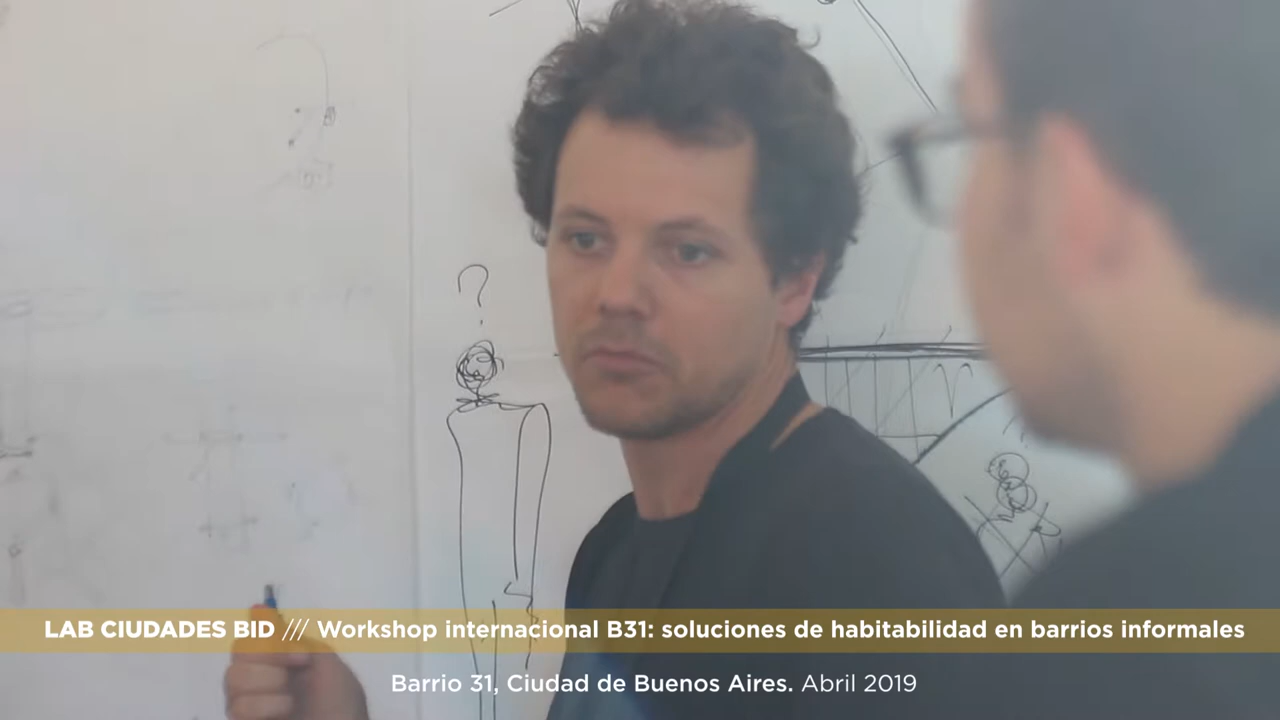 ?
LAB CIUDADES BID /// Workshop internacional B31: soluciones de habitabilidad en barrios informales
Barrio 31, Ciudad de Buenos Aires. Abril 2019